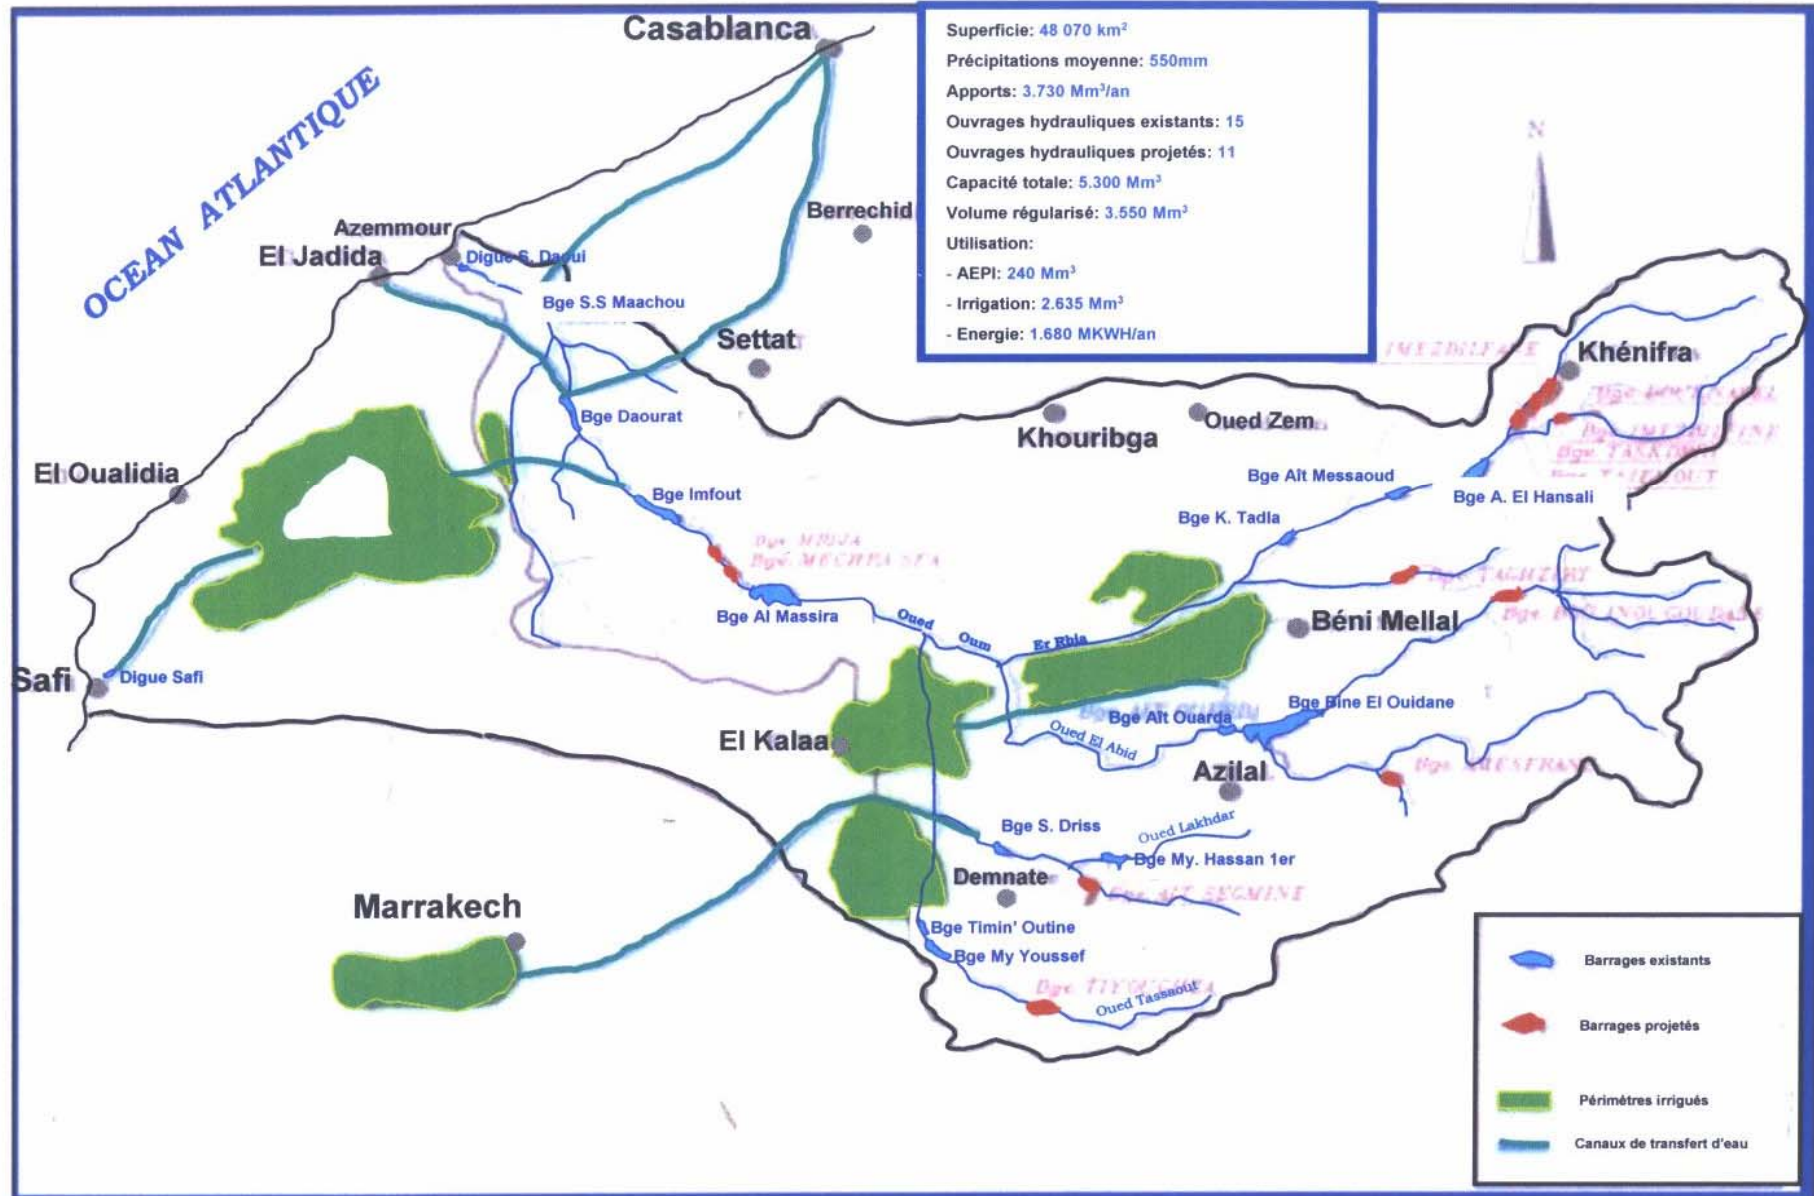 Casablanca
Superficie: 48 070 km²
Précipitations moyenne: 550mm
Apports: 3.730 Mm³/an
Ouvrages hydrauliques existants: 15
Ouvrages hydrauliques projetés: 11
Capacité totale: 5.300 Mm³
Volume régularisé: 3.550 Mm³
Utilisation:
- AEPI: 240 Mm³
- Irrigation: 2.635 Mm³
- Energie: 1.680 MKWH/an
OCEAN ATLANTIQUE
N
Berrechid
Azemmour
El Jadida
Digue S. Daoui
Bge S.S Maachou
Settat
Khénifra
Bge Daourat
Khouribga
Oued Zem
El Oualidia
Bge Imfout
Bge Aît Messaoud
Bge A. El Hansali
Bge K. Tadla
Bge Al Massira
Oued
Oum
Er Rbia
Béni Mellal
Safi
Digue Safi
El Kalaa
Bge Aît Ouarda
Bge Bine El Ouidane
Oued El Abid
Azilal
Bge S. Driss
Oued Lakhdar
Bge My. Hassan 1er
Demnate
Marrakech
Bge Timin' Outine
Bge My Youssef
Oued Tassaout
Barrages existants
Barrages projetés
Périmètres irrigués
Canaux de transfert d'eau